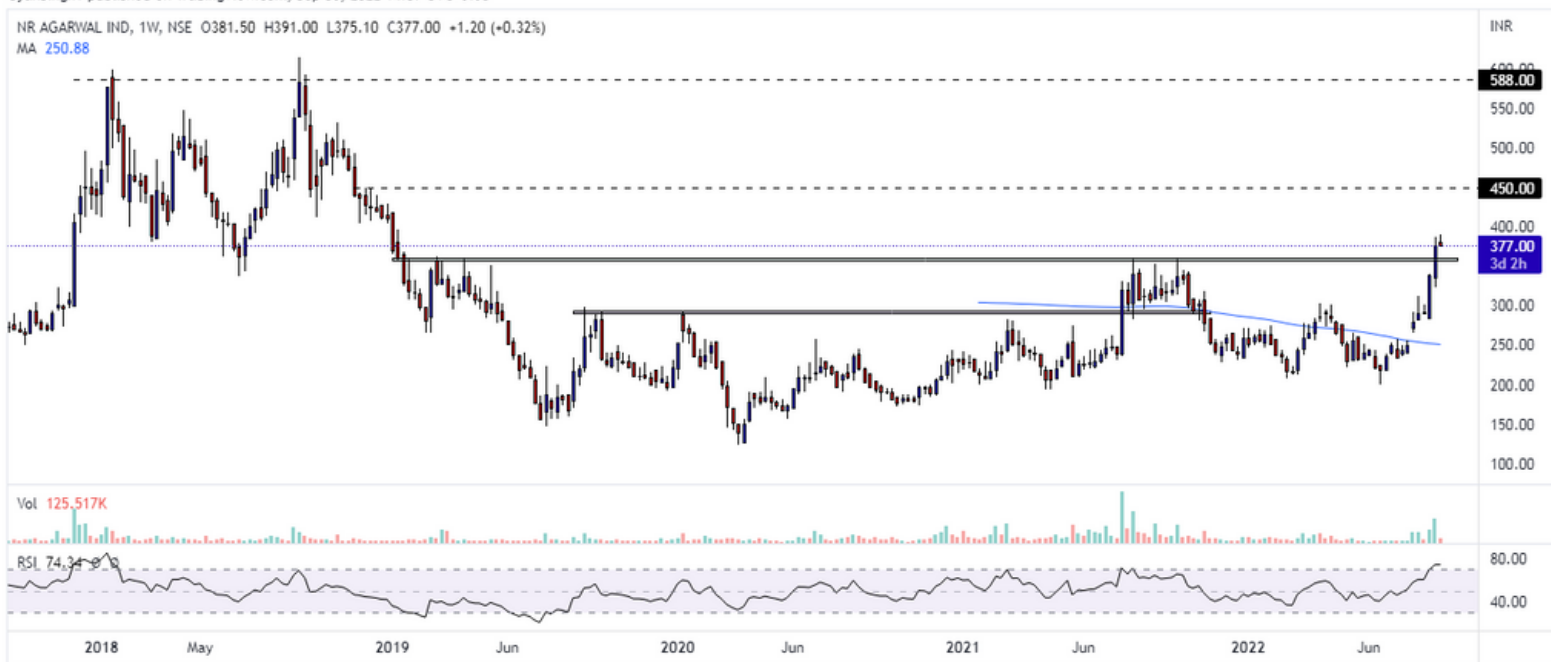 NR AGARWAL IND, 1W, NSE O381.50 H391.00 L375.10 C377.00 +1.20 (+0.32%)
INR
MA 250.88
600.00
588.00
550.00
500.00
450.00
400.00
377.00
3d 2h
300.00
250.00
200.00
150.00
100.00
Vol 125.517K
RSI 74.34 ∅ ∅
80.00
40.00
2018 May 2019 Jun 2020 Jun 2021 Jun 2022 Jun